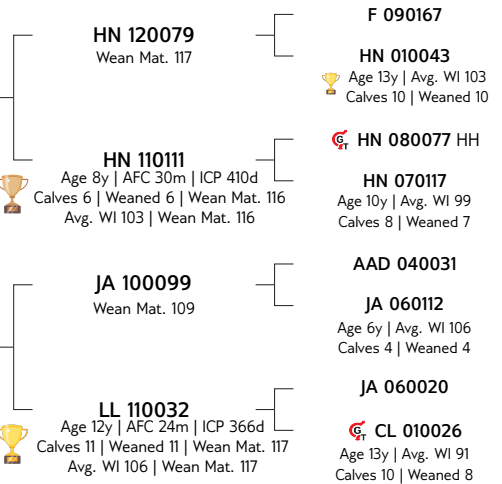 HN 120079
Wean Mat. 117
F 090167
HN 010043
Age 13y | Avg. WI 103
Calves 10 | Weaned 10
HN 110111
Age 8y | AFC 30m | ICP 410d
Calves 6 | Weaned 6 | Wean Mat. 116
Avg. WI 103 | Wean Mat. 116
GT HN 080077 HH
HN 070117
Age 10y | Avg. WI 99
Calves 8 | Weaned 7
JA 100099
Wean Mat. 109
AAD 040031
JA 060112
Age 6y | Avg. WI 106
Calves 4 | Weaned 4
LL 110032
Age 12y | AFC 24m | ICP 366d
Calves 11 | Weaned 11 | Wean Mat. 117
Avg. WI 106 | Wean Mat. 117
JA 060020
GT CL 010026
Age 13y | Avg. WI 91
Calves 10 | Weaned 8